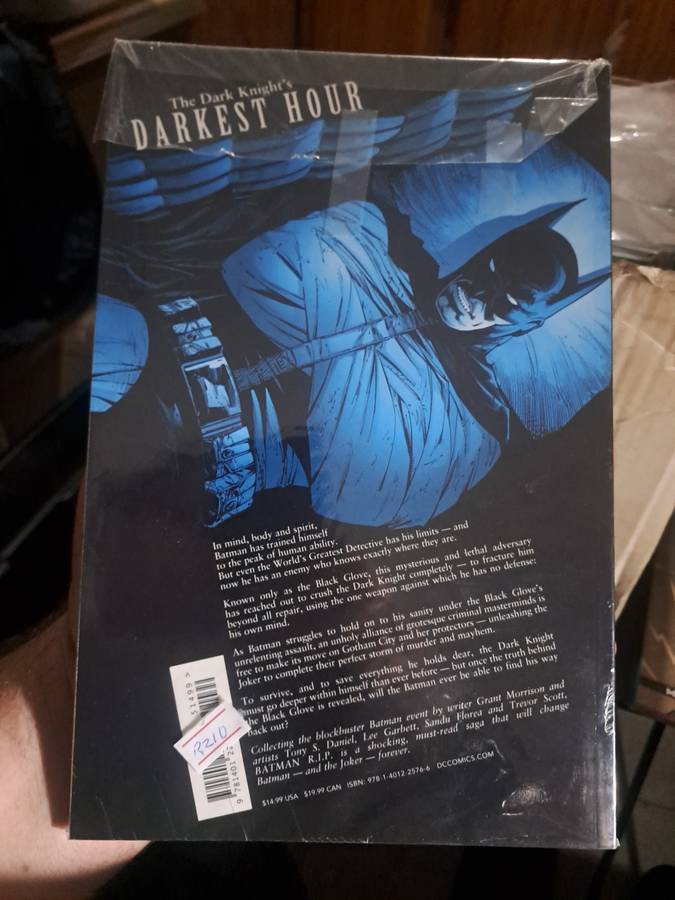 The Dark Knight's
DARKEST HOUR
In mind, body and spirit,
Batman has trained himself
to the peak of human ability.
But even the World's Greatest Detective has his limits — and
now he has an enemy who knows exactly where they are.
Known only as the Black Glove, this mysterious and lethal adversary
has reached out to crush the Dark Knight completely — to fracture him
beyond all repair, using the one weapon against which he has no defense:
his own mind.
As Batman struggles to hold on to his sanity under the Black Glove's
unrelenting assault, an unholy alliance of grotesque criminal masterminds is
free to make its move on Gotham City and her protectors — unleashing the
Joker to complete their perfect storm of murder and mayhem.
To survive, and to save everything he holds dear, the Dark Knight
must go deeper within himself than ever before — but once the truth behind
the Black Glove is revealed, will the Batman ever be able to find his way
back out?
Collecting the blockbuster Batman event by writer Grant Morrison and
artists Tony S. Daniel, Lee Garbett, Sandu Florea and Trevor Scott,
BATMAN R.I.P. is a shocking, must-read saga that will change
Batman — and the Joker — forever.
$14.99 USA $19.99 CAN ISBN: 978-1-4012-2576-6 DCCOMICS.COM
51499 >
R210
9 781401 2